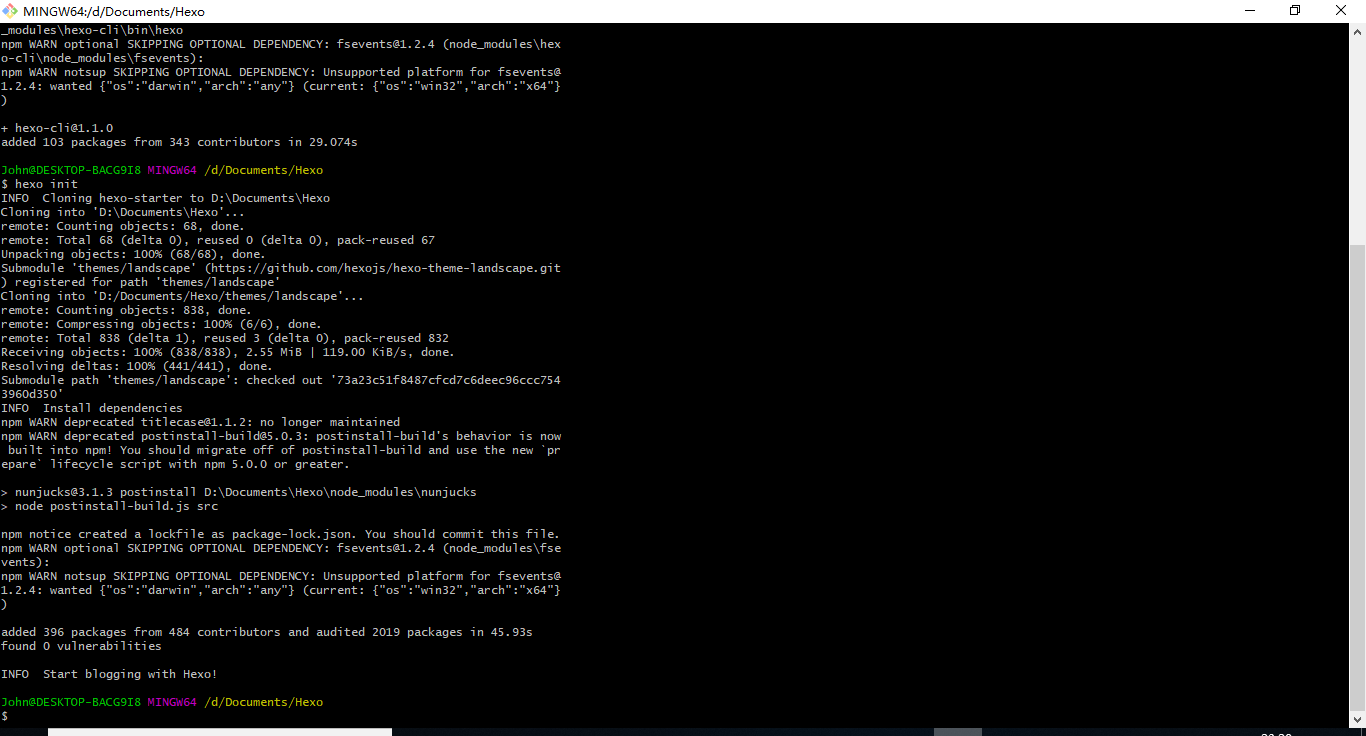 MINGW64:/d/Documents/Hexo
_modules\hexo-cli\bin\hexo
npm WARN optional SKIPPING OPTIONAL DEPENDENCY: fsevents@1.2.4 (node_modules\hex
o-cli\node_modules\fsevents):
npm WARN notsup SKIPPING OPTIONAL DEPENDENCY: Unsupported platform for fsevents@
1.2.4: wanted {"os":"darwin","arch":"any"} (current: {"os":"win32","arch":"x64"}
)
+ hexo-cli@1.1.0
added 103 packages from 343 contributors in 29.074s
John@DESKTOP-BACG9I8 MINGW64 /d/Documents/Hexo
$ hexo init
INFO  Cloning hexo-starter to D:\Documents\Hexo
Cloning into 'D:\Documents\Hexo'...
remote: Counting objects: 68, done.
remote: Total 68 (delta 0), reused 0 (delta 0), pack-reused 67
Unpacking objects: 100% (68/68), done.
Submodule 'themes/landscape' (https://github.com/hexojs/hexo-theme-landscape.git
) registered for path 'themes/landscape'
Cloning into 'D:/Documents/Hexo/themes/landscape'...
remote: Counting objects: 838, done.
remote: Compressing objects: 100% (6/6), done.
remote: Total 838 (delta 1), reused 3 (delta 0), pack-reused 832
Receiving objects: 100% (838/838), 2.55 MiB | 119.00 KiB/s, done.
Resolving deltas: 100% (441/441), done.
Submodule path 'themes/landscape': checked out '73a23c51f8487cfcd7c6deec96ccc754
3960d350'
INFO  Install dependencies
npm WARN deprecated titlecase@1.1.2: no longer maintained
npm WARN deprecated postinstall-build@5.0.3: postinstall-build's behavior is now
 built into npm! You should migrate off of postinstall-build and use the new `pr
epare` lifecycle script with npm 5.0.0 or greater.
> nunjucks@3.1.3 postinstall D:\Documents\Hexo\node_modules\nunjucks
> node postinstall-build.js src
npm notice created a lockfile as package-lock.json. You should commit this file.
npm WARN optional SKIPPING OPTIONAL DEPENDENCY: fsevents@1.2.4 (node_modules\fse
vents):
npm WARN notsup SKIPPING OPTIONAL DEPENDENCY: Unsupported platform for fsevents@
1.2.4: wanted {"os":"darwin","arch":"any"} (current: {"os":"win32","arch":"x64"}
)
added 396 packages from 484 contributors and audited 2019 packages in 45.93s
found 0 vulnerabilities
INFO  Start blogging with Hexo!
John@DESKTOP-BACG9I8 MINGW64 /d/Documents/Hexo
$